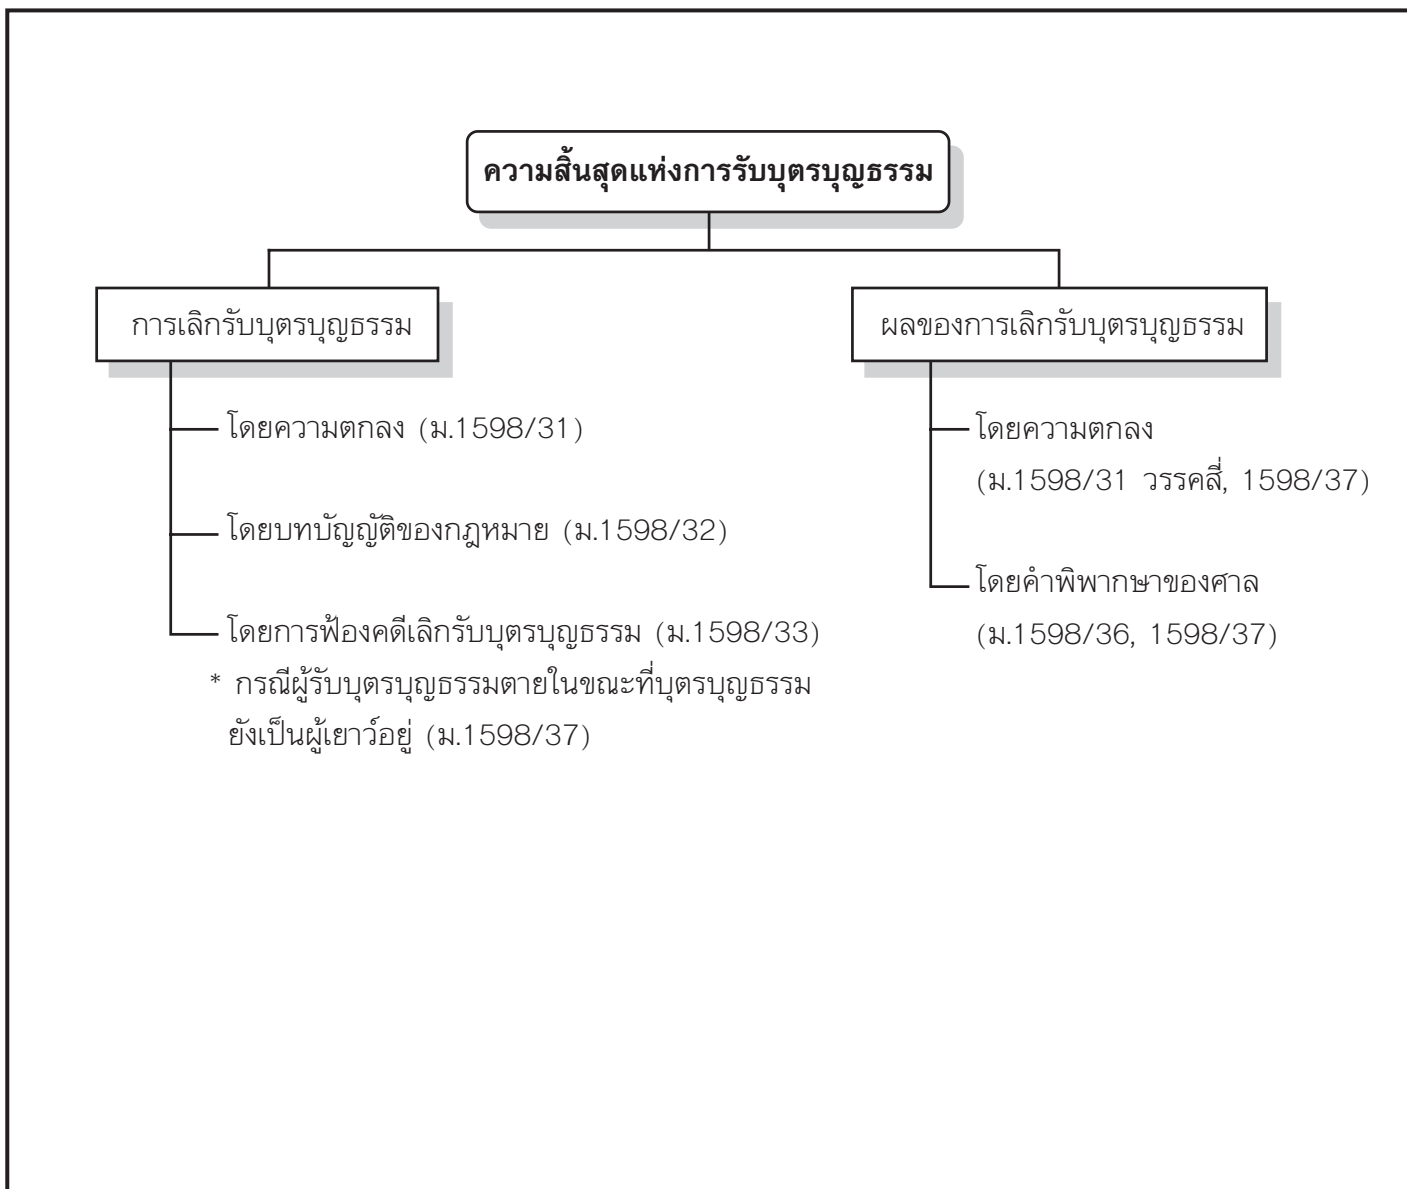 ความสิ้นสุดแห่งการรับบุตรบุญธรรม
การเลิกรับบุตรบุญธรรม
โดยความตกลง (ม.1598/31)
โดยบทบัญญัติของกฎหมาย (ม.1598/32)
โดยการฟ้องคดีเลิกรับบุตรบุญธรรม (ม.1598/33)
* กรณีผู้รับบุตรบุญธรรมตายในขณะที่บุตรบุญธรรม
ยังเป็นผู้เยาว์อยู่ (ม.1598/37)
ผลของการเลิกรับบุตรบุญธรรม
โดยความตกลง
(ม.1598/31 วรรคสี่, 1598/37)
โดยคำพิพากษาของศาล
(ม.1598/36, 1598/37)